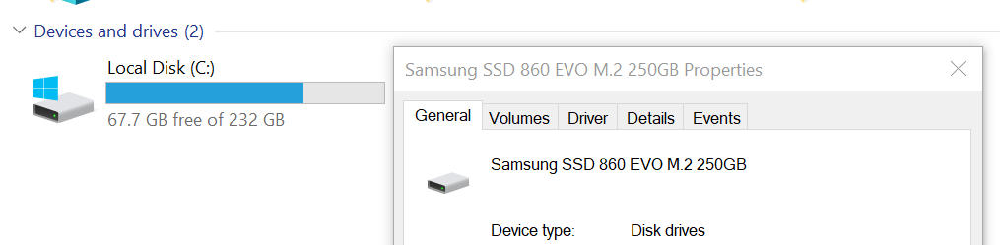 Devices and drives (2)
Local Disk (C:)
67.7 GB free of 232 GB
Samsung SSD 860 EVO M.2 250GB Properties
General Volumes Driver Details Events
Samsung SSD 860 EVO M.2 250GB
Device type: Disk drives